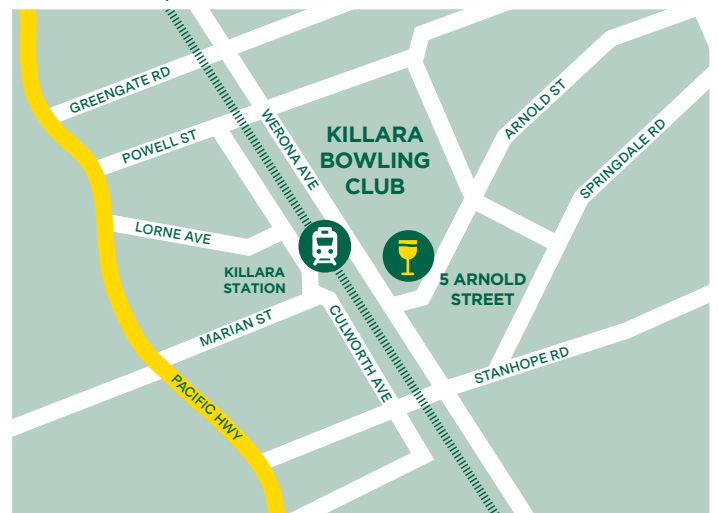 GREENGATE RD
POWELL ST
WERONA AVE
KILLARA
BOWLING
CLUB
ARNOLD ST
SPRINGDALE RD
LORNE AVE
KILLARA
STATION
5 ARNOLD
STREET
MARIAN ST
CULWORTH AVE
STANHOPE RD
PACIFIC HWY